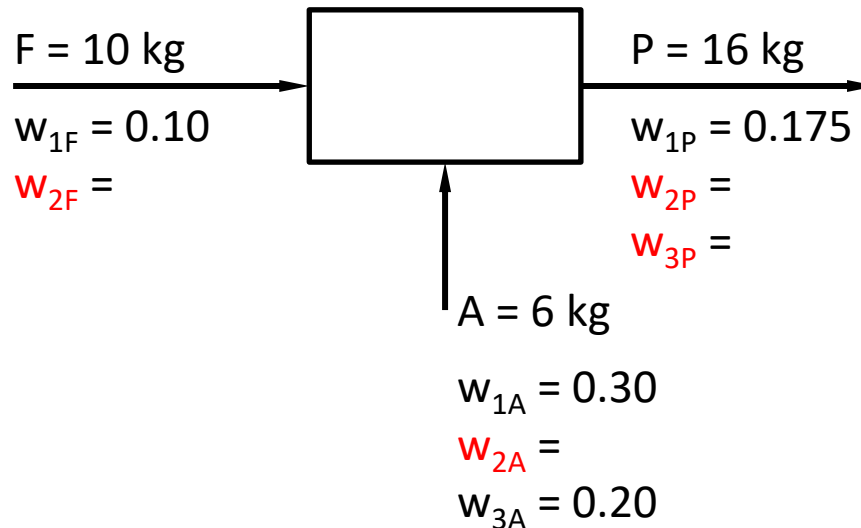 F = 10 kg
w₁F = 0.10
w₂F =
P = 16 kg
w₁P = 0.175
w₂P =
w₃P =
A = 6 kg
w₁A = 0.30
w₂A =
w₃A = 0.20